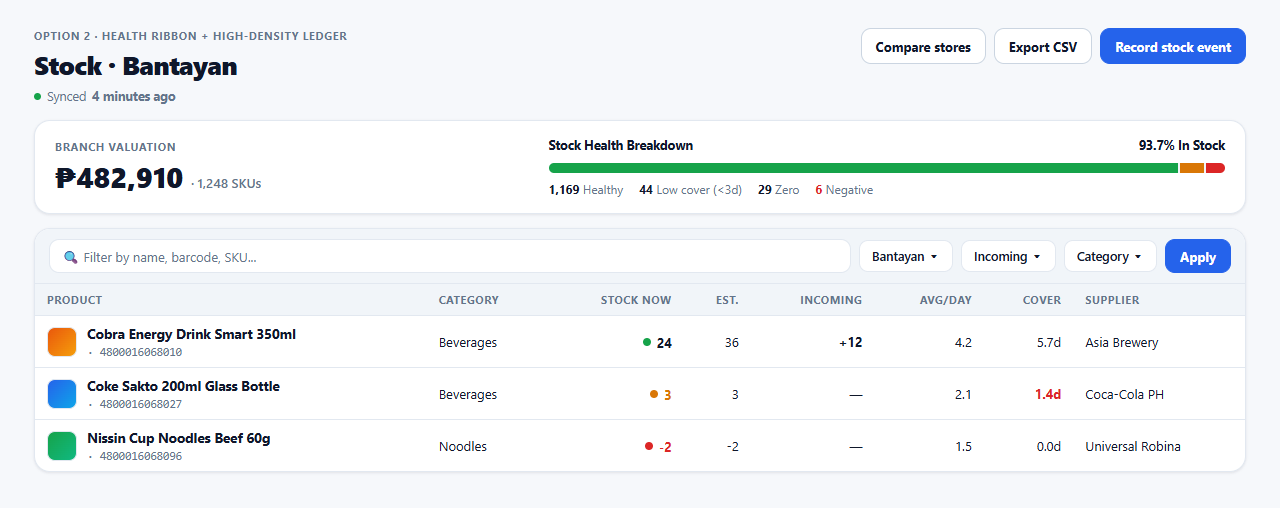 OPTION 2 · HEALTH RIBBON + HIGH-DENSITY LEDGER
Stock · Bantayan
Synced 4 minutes ago
Compare stores
Export CSV
Record stock event
BRANCH VALUATION
₱482,910 · 1,248 SKUs
Stock Health Breakdown 93.7% In Stock
1,169 Healthy 44 Low cover (<3d) 29 Zero 6 Negative
Filter by name, barcode, SKU... Bantayan Incoming Category Apply
PRODUCT CATEGORY STOCK NOW EST. INCOMING AVG/DAY COVER SUPPLIER
Cobra Energy Drink Smart 350ml
· 4800016068010
Beverages 24 36 +12 4.2 5.7d Asia Brewery
Coke Sakto 200ml Glass Bottle
· 4800016068027
Beverages 3 3 — 2.1 1.4d Coca-Cola PH
Nissin Cup Noodles Beef 60g
· 4800016068096
Noodles -2 -2 — 1.5 0.0d Universal Robina